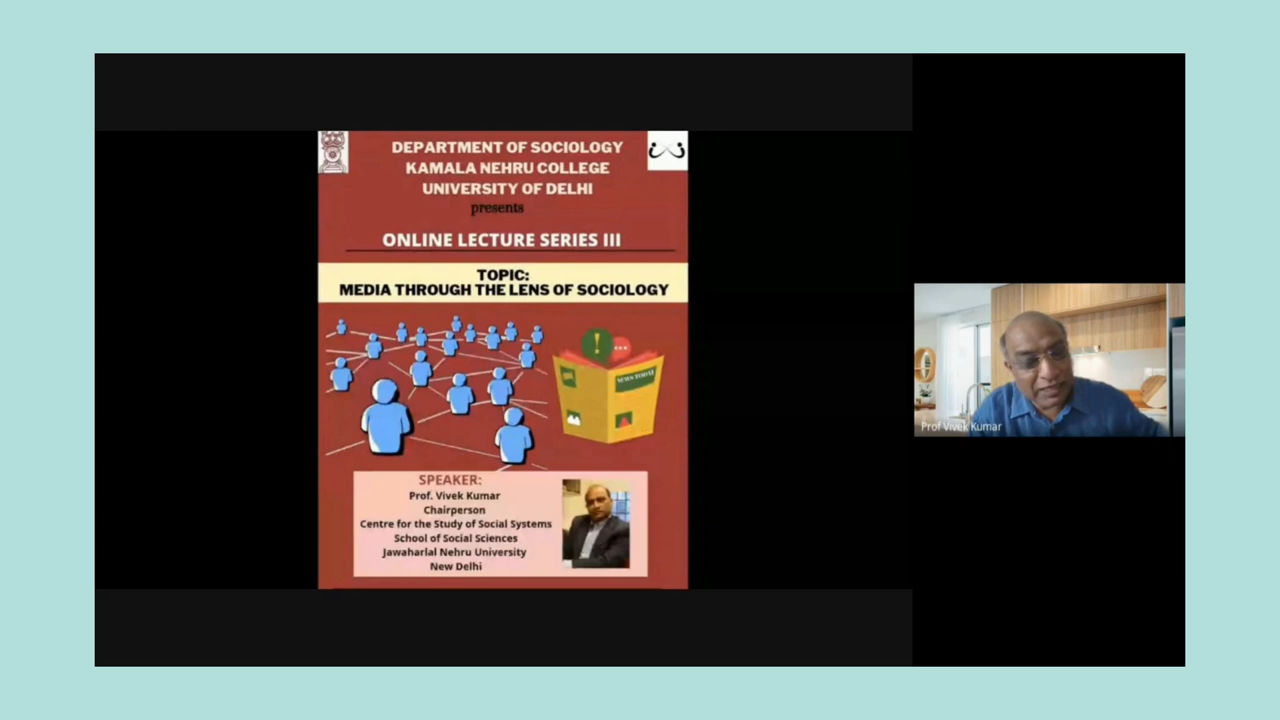 DEPARTMENT OF SOCIOLOGY
KAMALA NEHRU COLLEGE
UNIVERSITY OF DELHI
presents
ONLINE LECTURE SERIES III
TOPIC:
MEDIA THROUGH THE LENS OF SOCIOLOGY
NEWS TODAY
SPEAKER:
Prof. Vivek Kumar
Chairperson
Centre for the Study of Social Systems
School of Social Sciences
Jawaharlal Nehru University
New Delhi
Prof Vivek Kumar